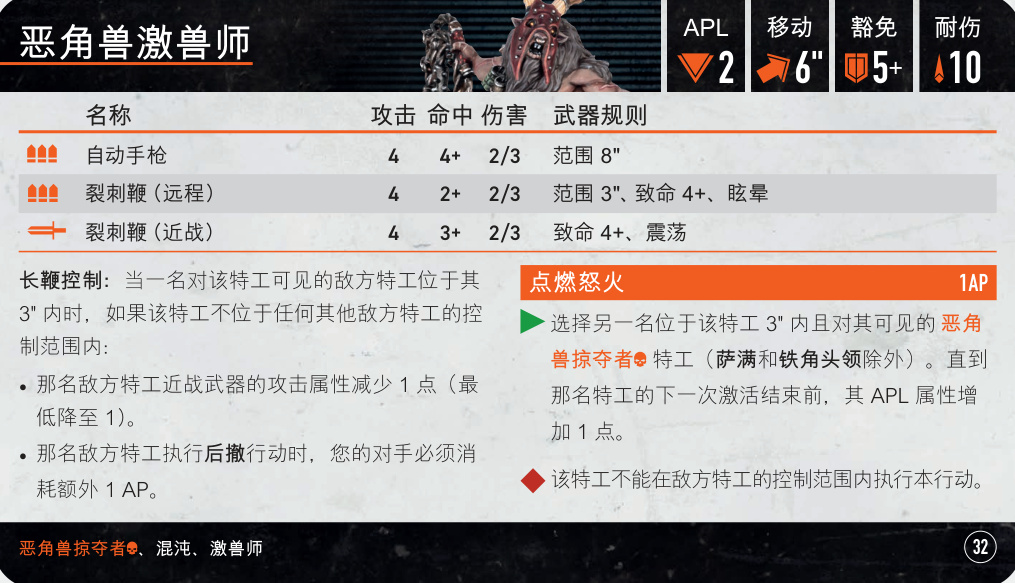 恶角兽激兽师
APL 移动 豁免 耐伤
2 6" 5+ 10
名称 攻击 命中 伤害 武器规则
自动手枪 4 4+ 2/3 范围 8"
裂刺鞭（远程） 4 2+ 2/3 范围 3"、致命 4+、眩晕
裂刺鞭（近战） 4 3+ 2/3 致命 4+、震荡
长鞭控制：当一名对该特工可见的敌方特工位于其
3" 内时，如果该特工不位于任何其他敌方特工的控
制范围内：
• 那名敌方特工近战武器的攻击属性减少 1 点（最
低降至 1）。
• 那名敌方特工执行后撤行动时，您的对手必须消
耗额外 1 AP。
点燃怒火 1AP
选择另一名位于该特工 3" 内且对其可见的 恶角
兽掠夺者 特工（萨满和铁角头领除外）。直到
那名特工的下一次激活结束前，其 APL 属性增
加 1 点。
该特工不能在敌方特工的控制范围内执行本行动。
恶角兽掠夺者、混沌、激兽师
32